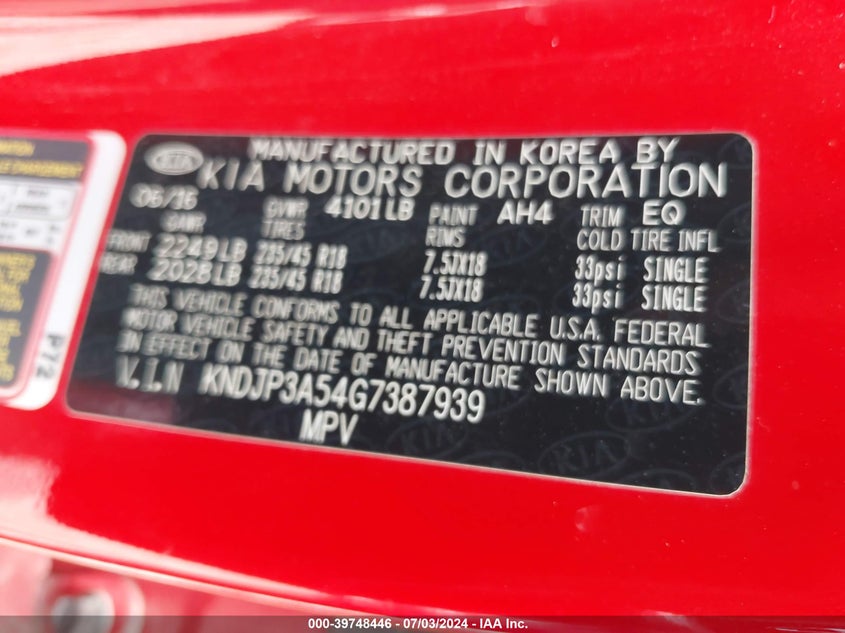 KIA
MANUFACTURED IN KOREA BY
KIA MOTORS CORPORATION
06/16 GVWR 4101LB PAINT AH4 TRIM EQ
GAWR TIRES RIMS COLD TIRE INFL
FRONT 2249LB 235/45 R18 7.5JX18 33psi SINGLE
REAR 2028LB 235/45 R18 7.5JX18 33psi SINGLE
THIS VEHICLE CONFORMS TO ALL APPLICABLE U.S.A. FEDERAL
MOTOR VEHICLE SAFETY AND THEFT PREVENTION STANDARDS
IN EFFECT ON THE DATE OF MANUFACTURE SHOWN ABOVE.
V.I.N KNDJP3A54G7387939
MPV
P72
000-39748446 - 07/03/2024 - IAA Inc.